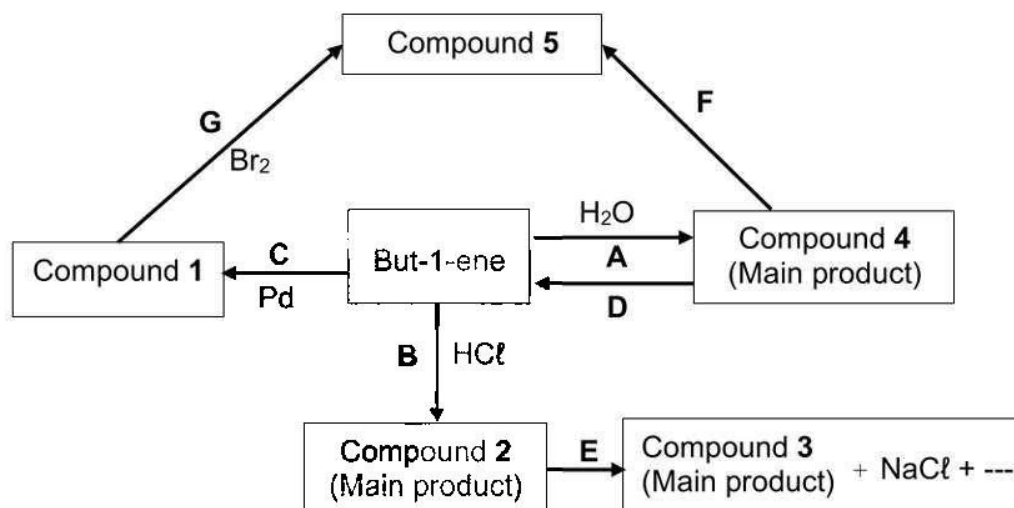 Compound 5
G
F
Br₂
H₂O
Compound 1
C
But-1-ene
A
Compound 4
(Main product)
Pd
D
B
HCℓ
Compound 2
(Main product)
E
Compound 3
(Main product) + NaCℓ + ---